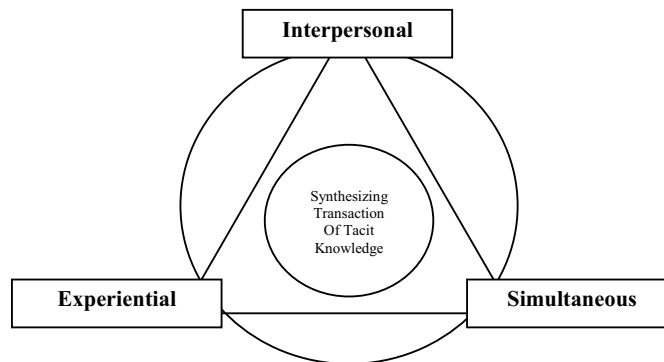 Interpersonal
Synthesizing
Transaction
Of Tacit
Knowledge
Experiential
Simultaneous